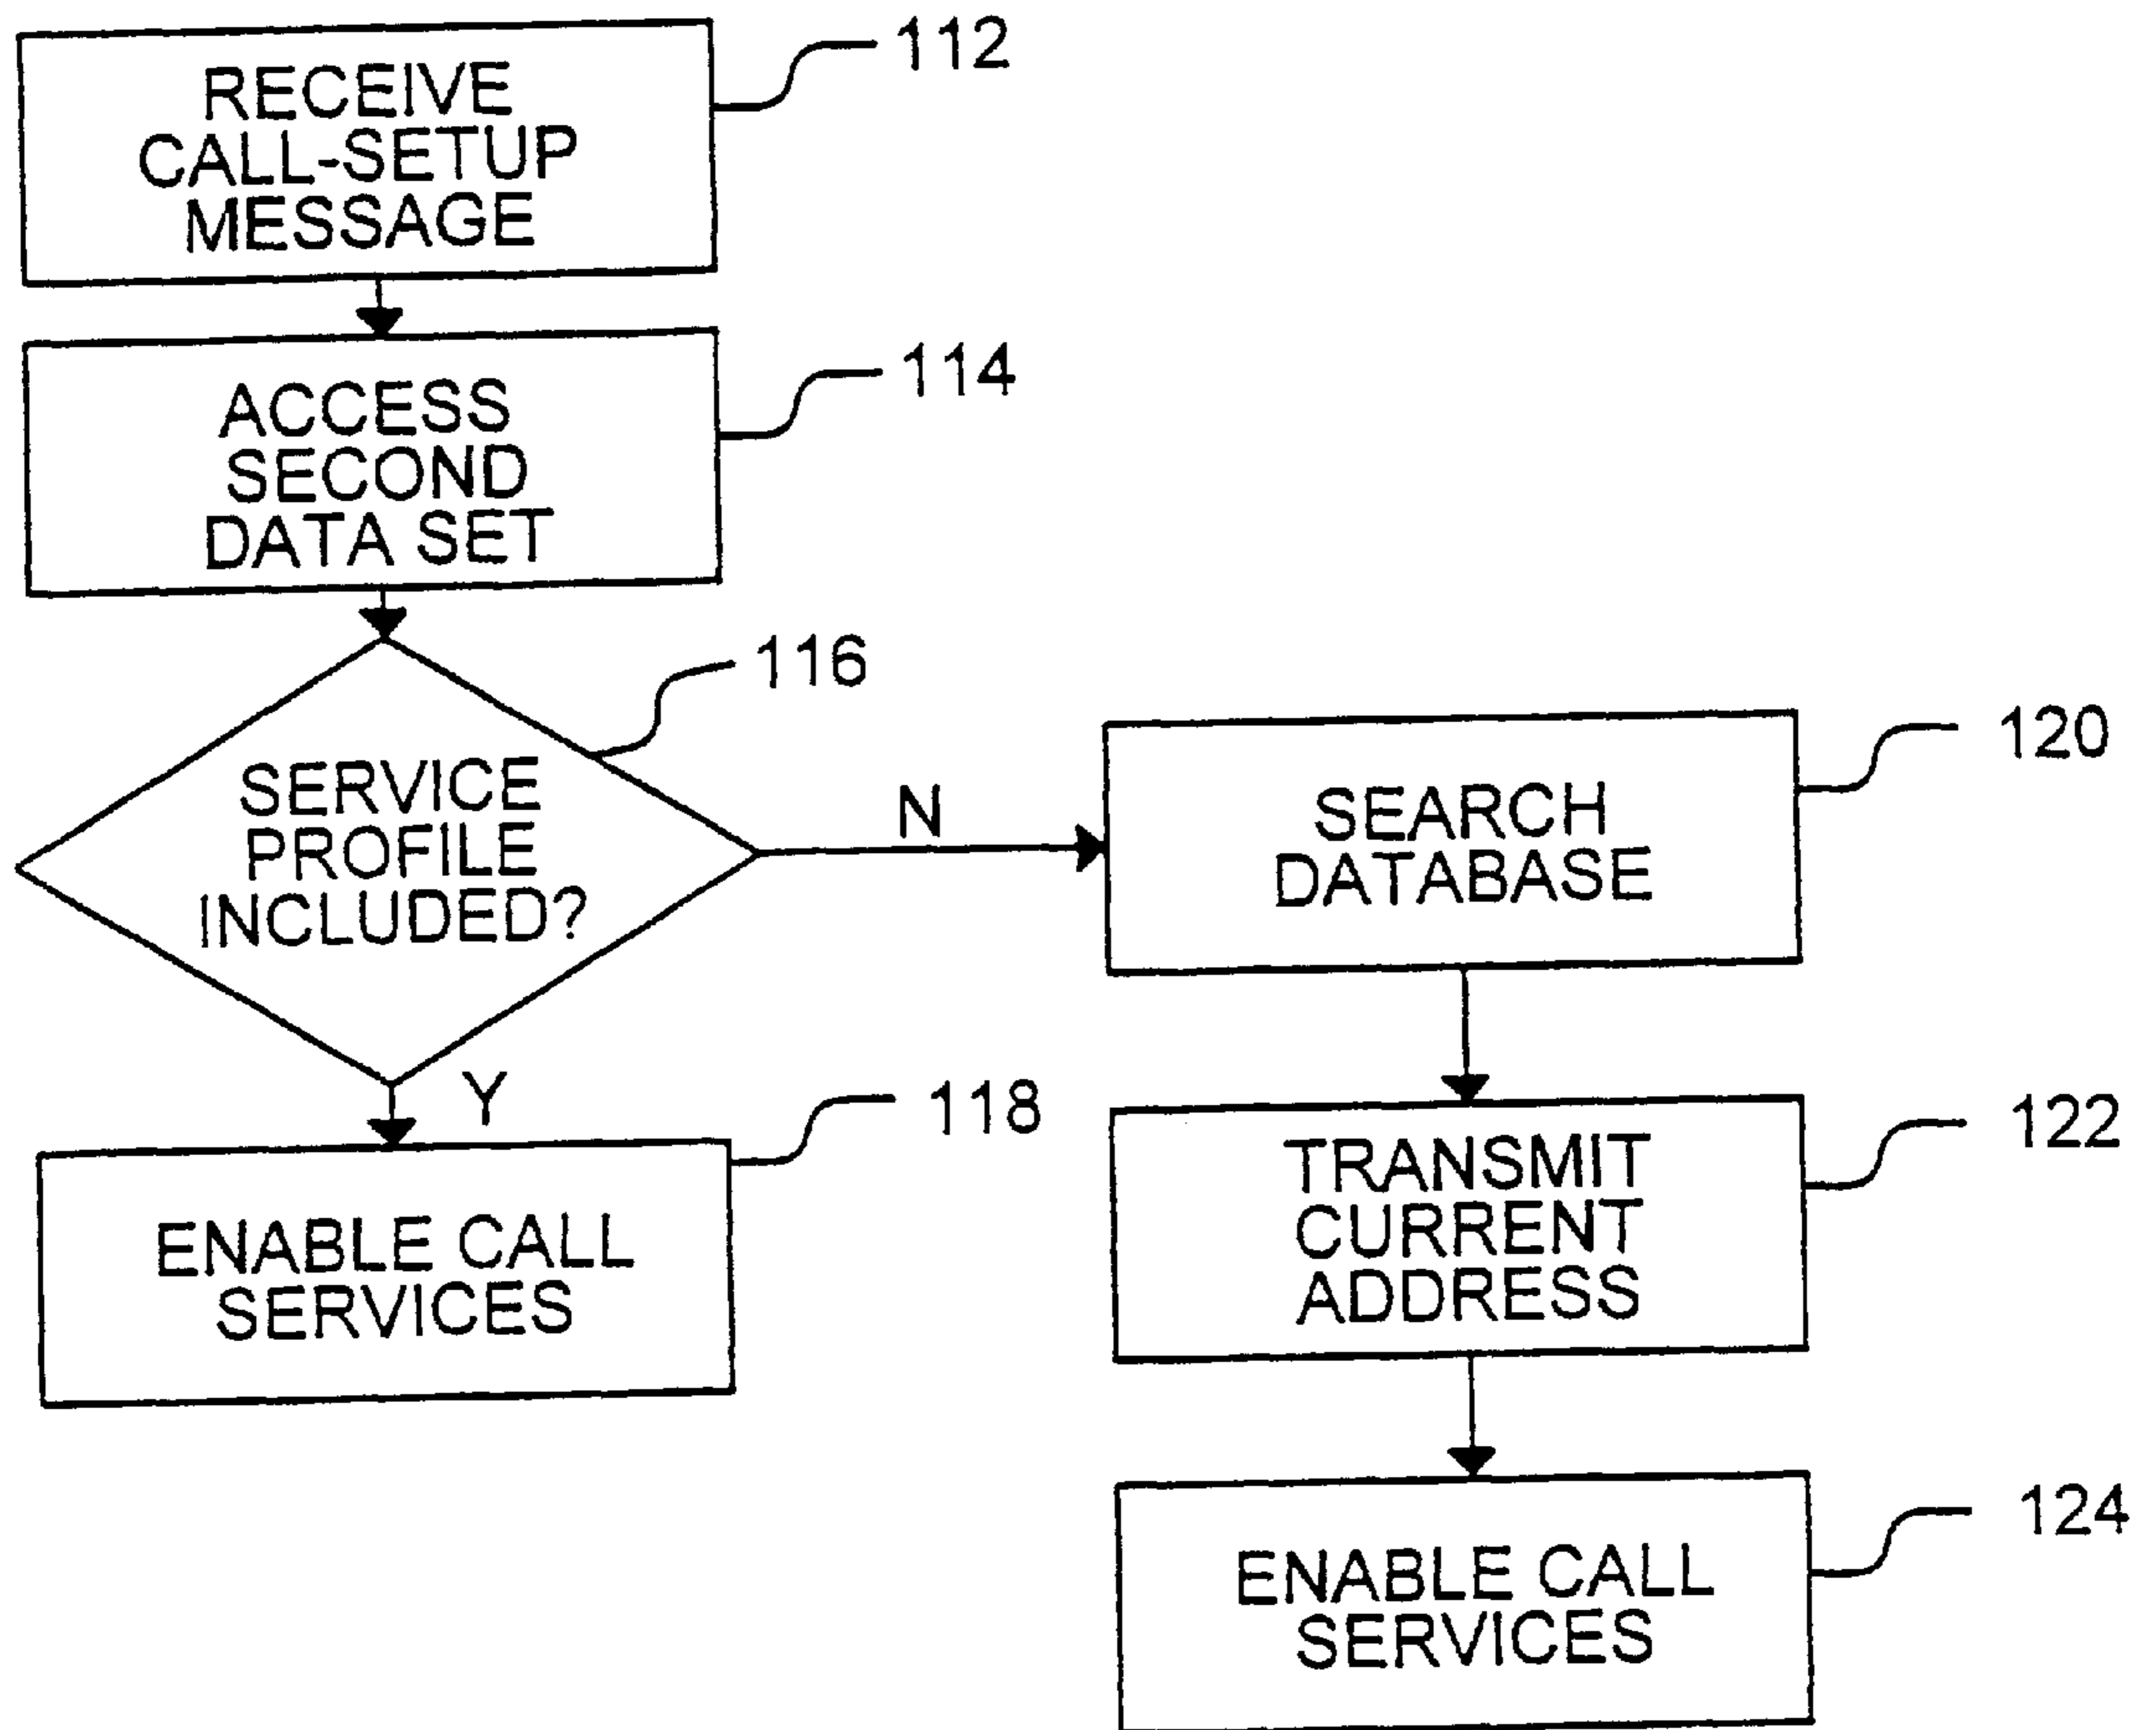 RECEIVE
CALL-SETUP
MESSAGE
112
ACCESS
SECOND
DATA SET
114
SERVICE
PROFILE
INCLUDED?
116
N
Y
ENABLE CALL
SERVICES
118
SEARCH
DATABASE
120
TRANSMIT
CURRENT
ADDRESS
122
ENABLE CALL
SERVICES
124